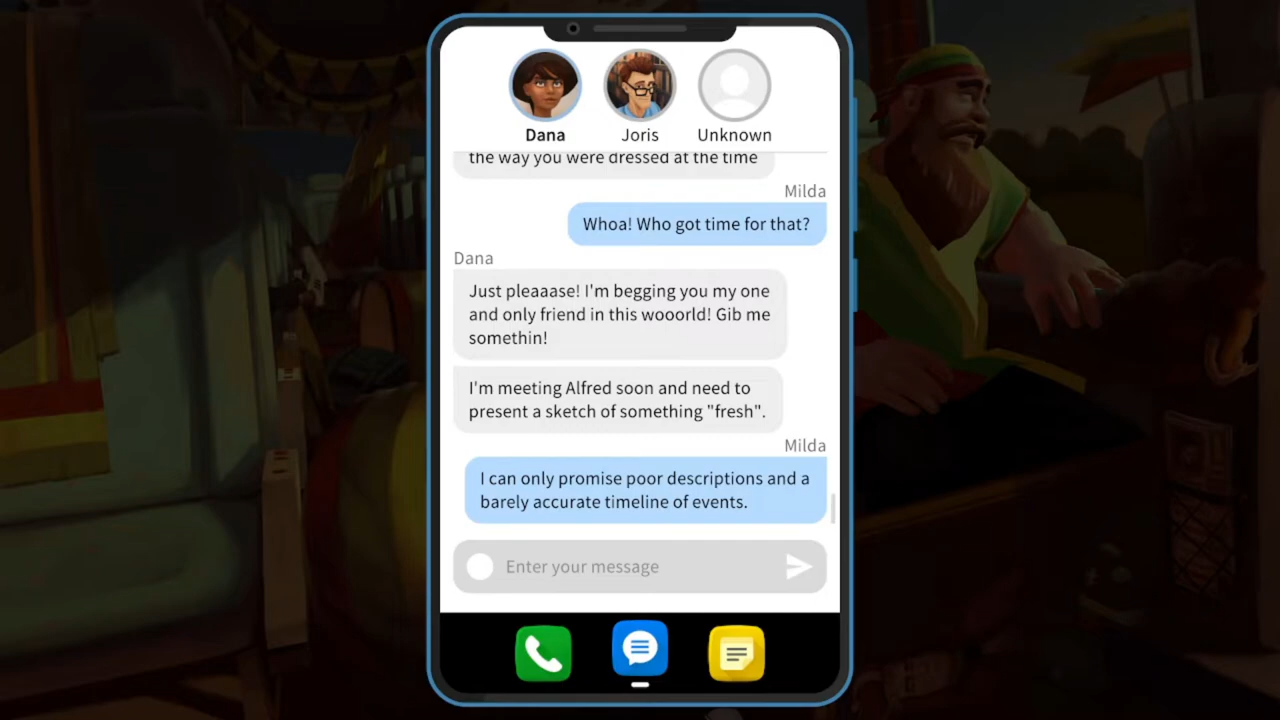 Dana
Joris
Unknown
the way you were dressed at the time
Milda
Whoa! Who got time for that?
Dana
Just pleaaase! I'm begging you my one
and only friend in this wooorld! Gib me
somethin!
I'm meeting Alfred soon and need to
present a sketch of something "fresh".
Milda
I can only promise poor descriptions and a
barely accurate timeline of events.
Enter your message